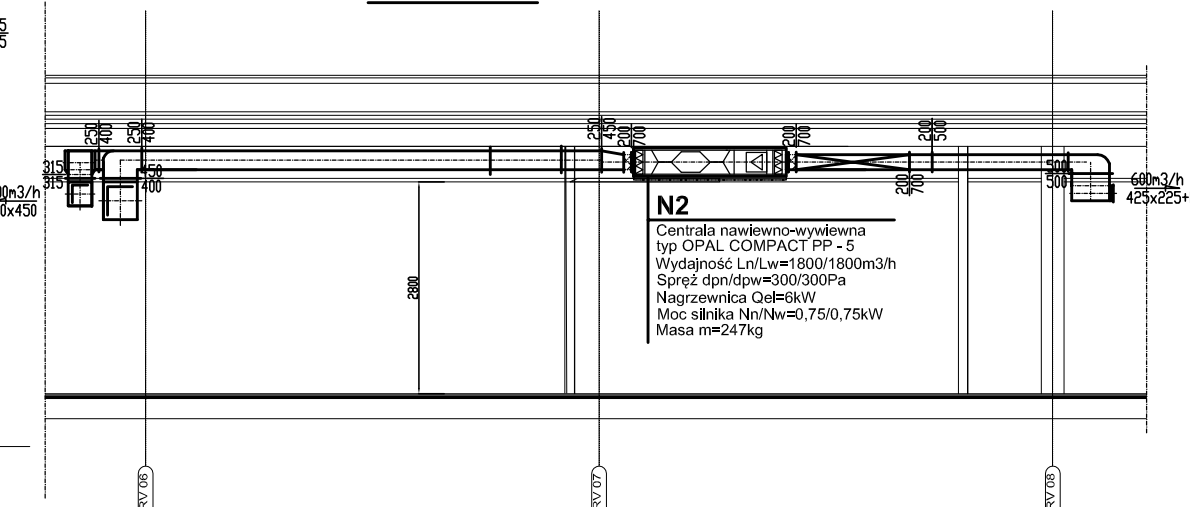 250
400
250
400
250
450
200
700
200
700
200
500
315
315
450
400
500
500
200
700
600m3/h
425x225+
N2
Centrala nawiewno-wywiewna
typ OPAL COMPACT PP - 5
Wydajność Ln/Lw=1800/1800m3/h
Spręż dpn/dpw=300/300Pa
Nagrzewnica Qel=6kW
Moc silnika Nn/Nw=0,75/0,75kW
Masa m=247kg
2800
RV 06
RV 07
RV 08